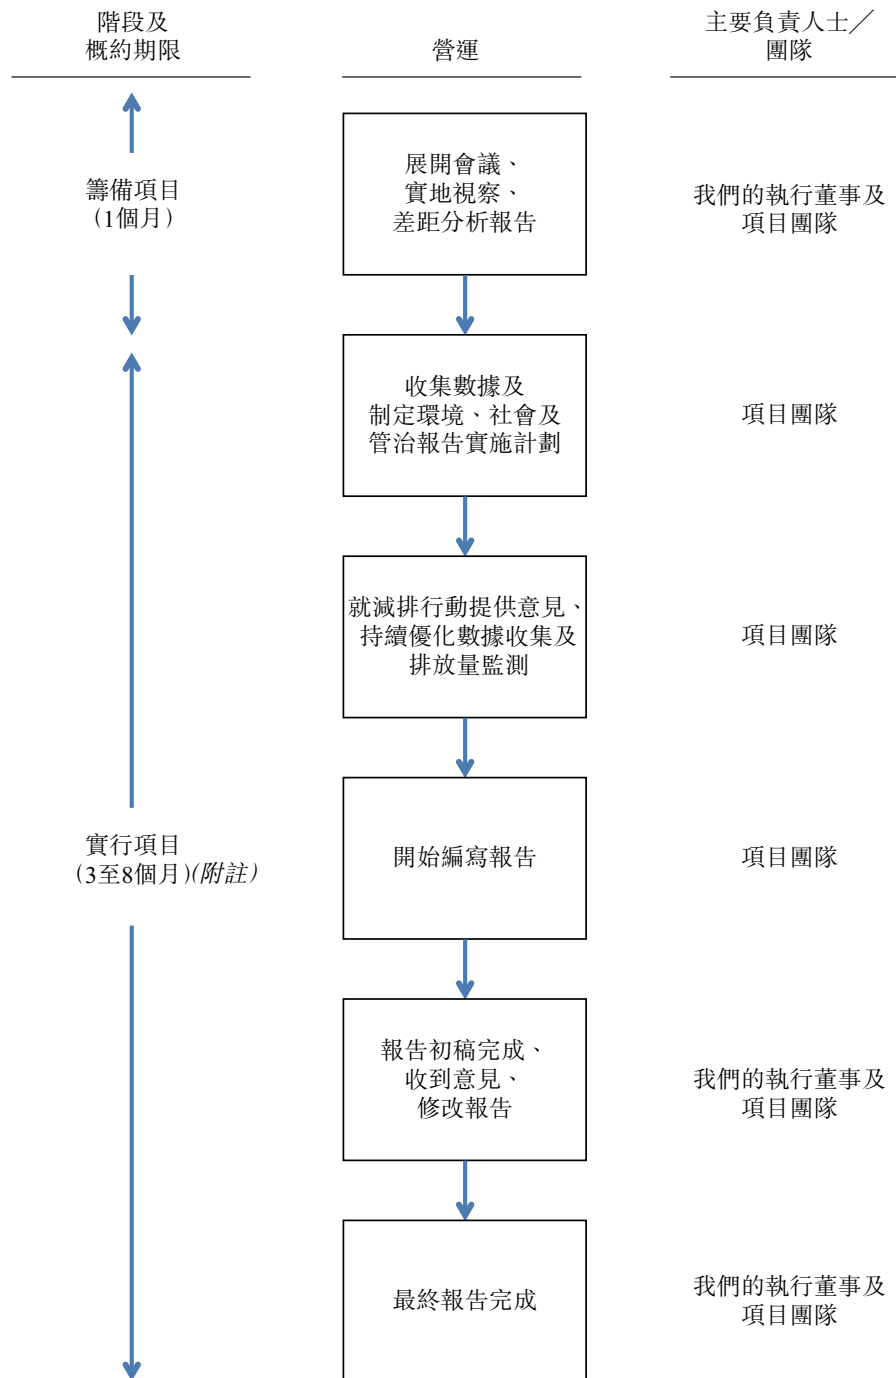 階段及
概約期限
營運
主要負責人士／
團隊
籌備項目
(1個月)
展開會議、
實地視察、
差距分析報告
我們的執行董事及
項目團隊
收集數據及
制定環境、社會及
管治報告實施計劃
項目團隊
就減排行動提供意見、
持續優化數據收集及
排放量監測
項目團隊
實行項目
(3至8個月)(附註)
開始編寫報告
項目團隊
報告初稿完成、
收到意見、
修改報告
我們的執行董事及
項目團隊
最終報告完成
我們的執行董事及
項目團隊